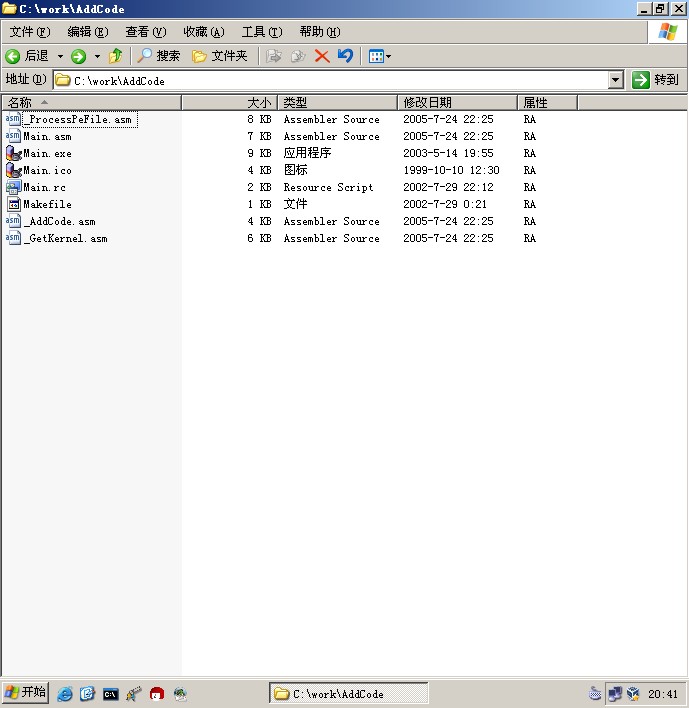 C:\work\AddCode
文件(F) 编辑(E) 查看(V) 收藏(A) 工具(T) 帮助(H)
后退 搜索 文件夹
地址(D) C:\work\AddCode 转到
名称 大小 类型 修改日期 属性
_ProcessPeFile.asm 8 KB Assembler Source 2005-7-24 22:25 RA
Main.asm 7 KB Assembler Source 2005-7-24 22:25 RA
Main.exe 9 KB 应用程序 2003-5-14 19:55 RA
Main.ico 4 KB 图标 1999-10-10 12:30 RA
Main.rc 2 KB Resource Script 2002-7-29 22:12 RA
Makefile 1 KB 文件 2002-7-29 0:21 RA
_AddCode.asm 4 KB Assembler Source 2005-7-24 22:25 RA
_GetKernel.asm 6 KB Assembler Source 2005-7-24 22:25 RA
开始 C:\work\AddCode 20:41